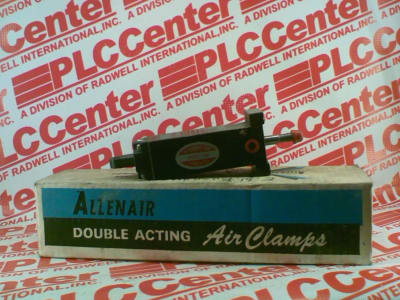 PLCCenter
A DIVISION OF RADWELL INTERNATIONAL, INC.
ALLENAIR
DOUBLE ACTING Air Clamps